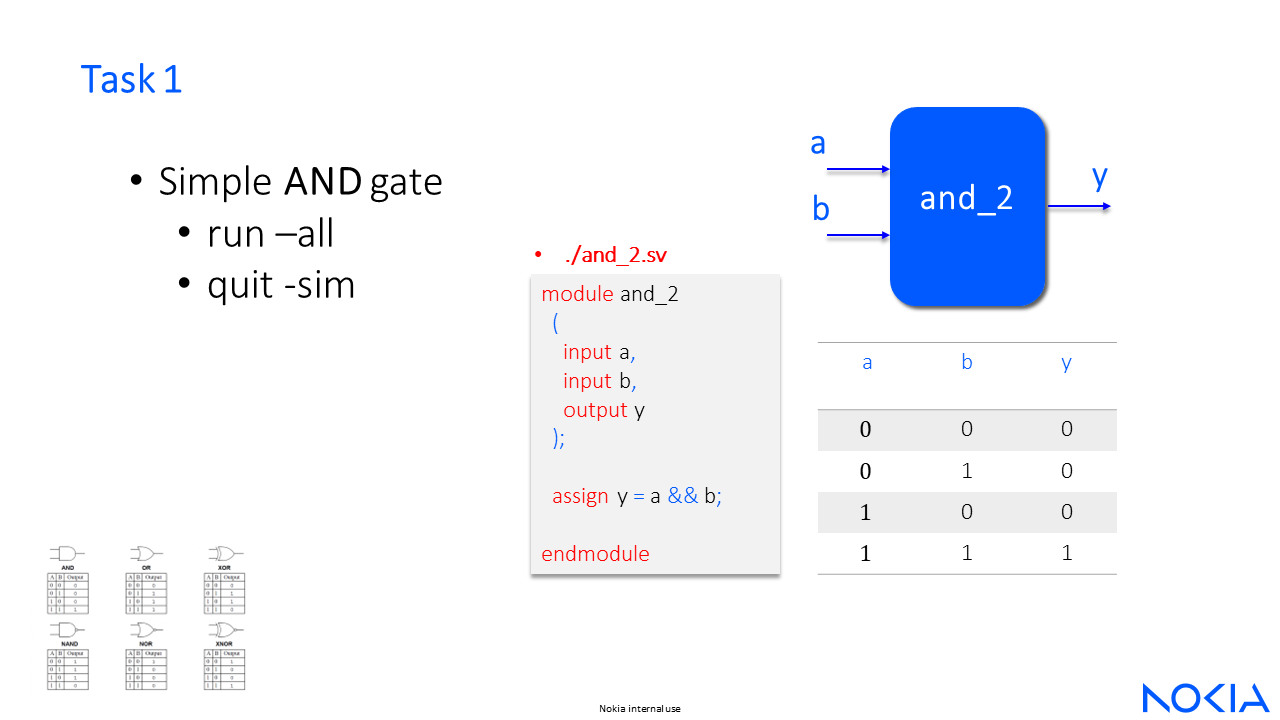 Task 1
• Simple AND gate
• run –all
• quit -sim
a
b
and_2
y
• ./and_2.sv
module and_2
(
input a,
input b,
output y
);
assign y = a && b;
endmodule
a b y
0 0 0
0 1 0
1 0 0
1 1 1
AND OR XOR
A B Output A B Output A B Output
0 0 0 0 0 0 0 0 0
0 1 0 0 1 1 0 1 1
1 0 0 1 0 1 1 0 1
1 1 1 1 1 1 1 1 0
NAND NOR XNOR
A B Output A B Output A B Output
0 0 1 0 0 1 0 0 1
0 1 1 0 1 0 0 1 0
1 0 1 1 0 0 1 0 0
1 1 0 1 1 0 1 1 1
Nokia internal use
NOKIA